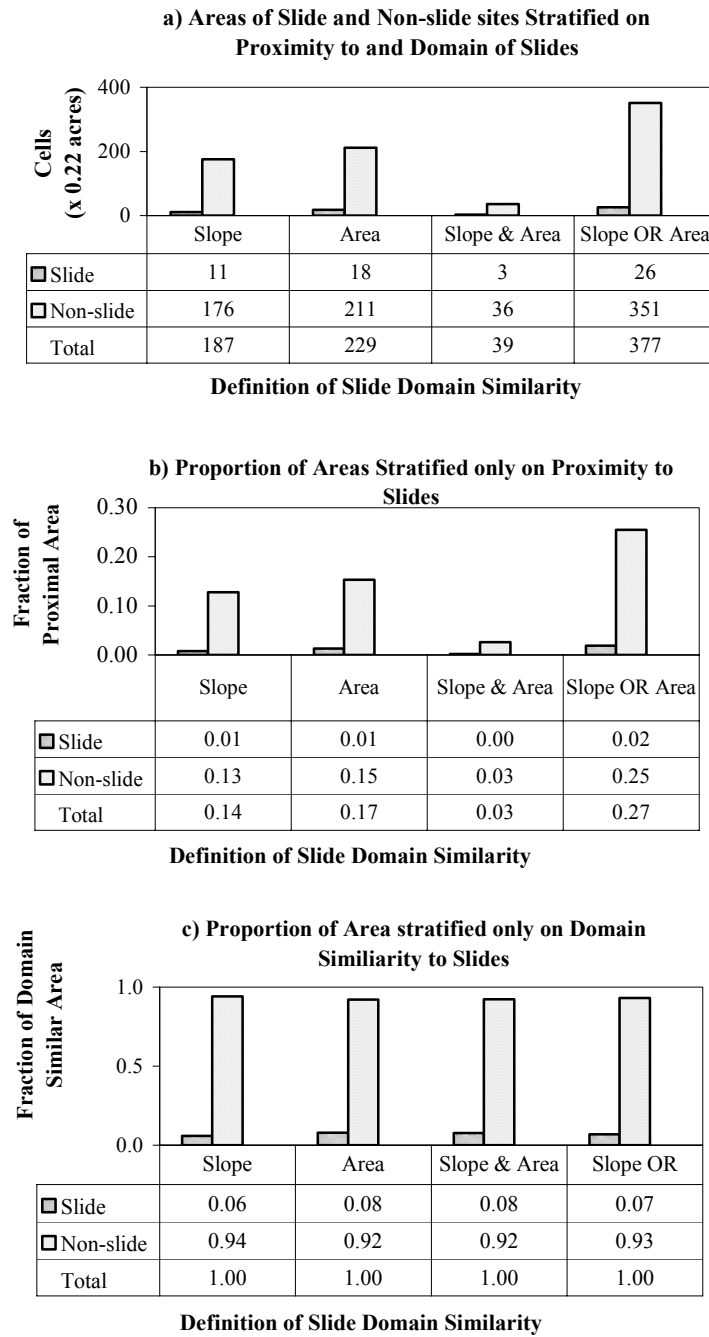 a) Areas of Slide and Non-slide sites Stratified on
Proximity to and Domain of Slides
Cells
(x 0.22 acres)
400
200
0
Slope Area Slope & Area Slope OR Area
Slide 11 18 3 26
Non-slide 176 211 36 351
Total 187 229 39 377
Definition of Slide Domain Similarity
b) Proportion of Areas Stratified only on Proximity to
Slides
Fraction of
Proximal Area
0.30
0.20
0.10
0.00
Slope Area Slope & Area Slope OR Area
Slide 0.01 0.01 0.00 0.02
Non-slide 0.13 0.15 0.03 0.25
Total 0.14 0.17 0.03 0.27
Definition of Slide Domain Similarity
c) Proportion of Area stratified only on Domain
Similiarity to Slides
Fraction of Domain
Similar Area
1.0
0.5
0.0
Slope Area Slope & Area Slope OR
Slide 0.06 0.08 0.08 0.07
Non-slide 0.94 0.92 0.92 0.93
Total 1.00 1.00 1.00 1.00
Definition of Slide Domain Similarity